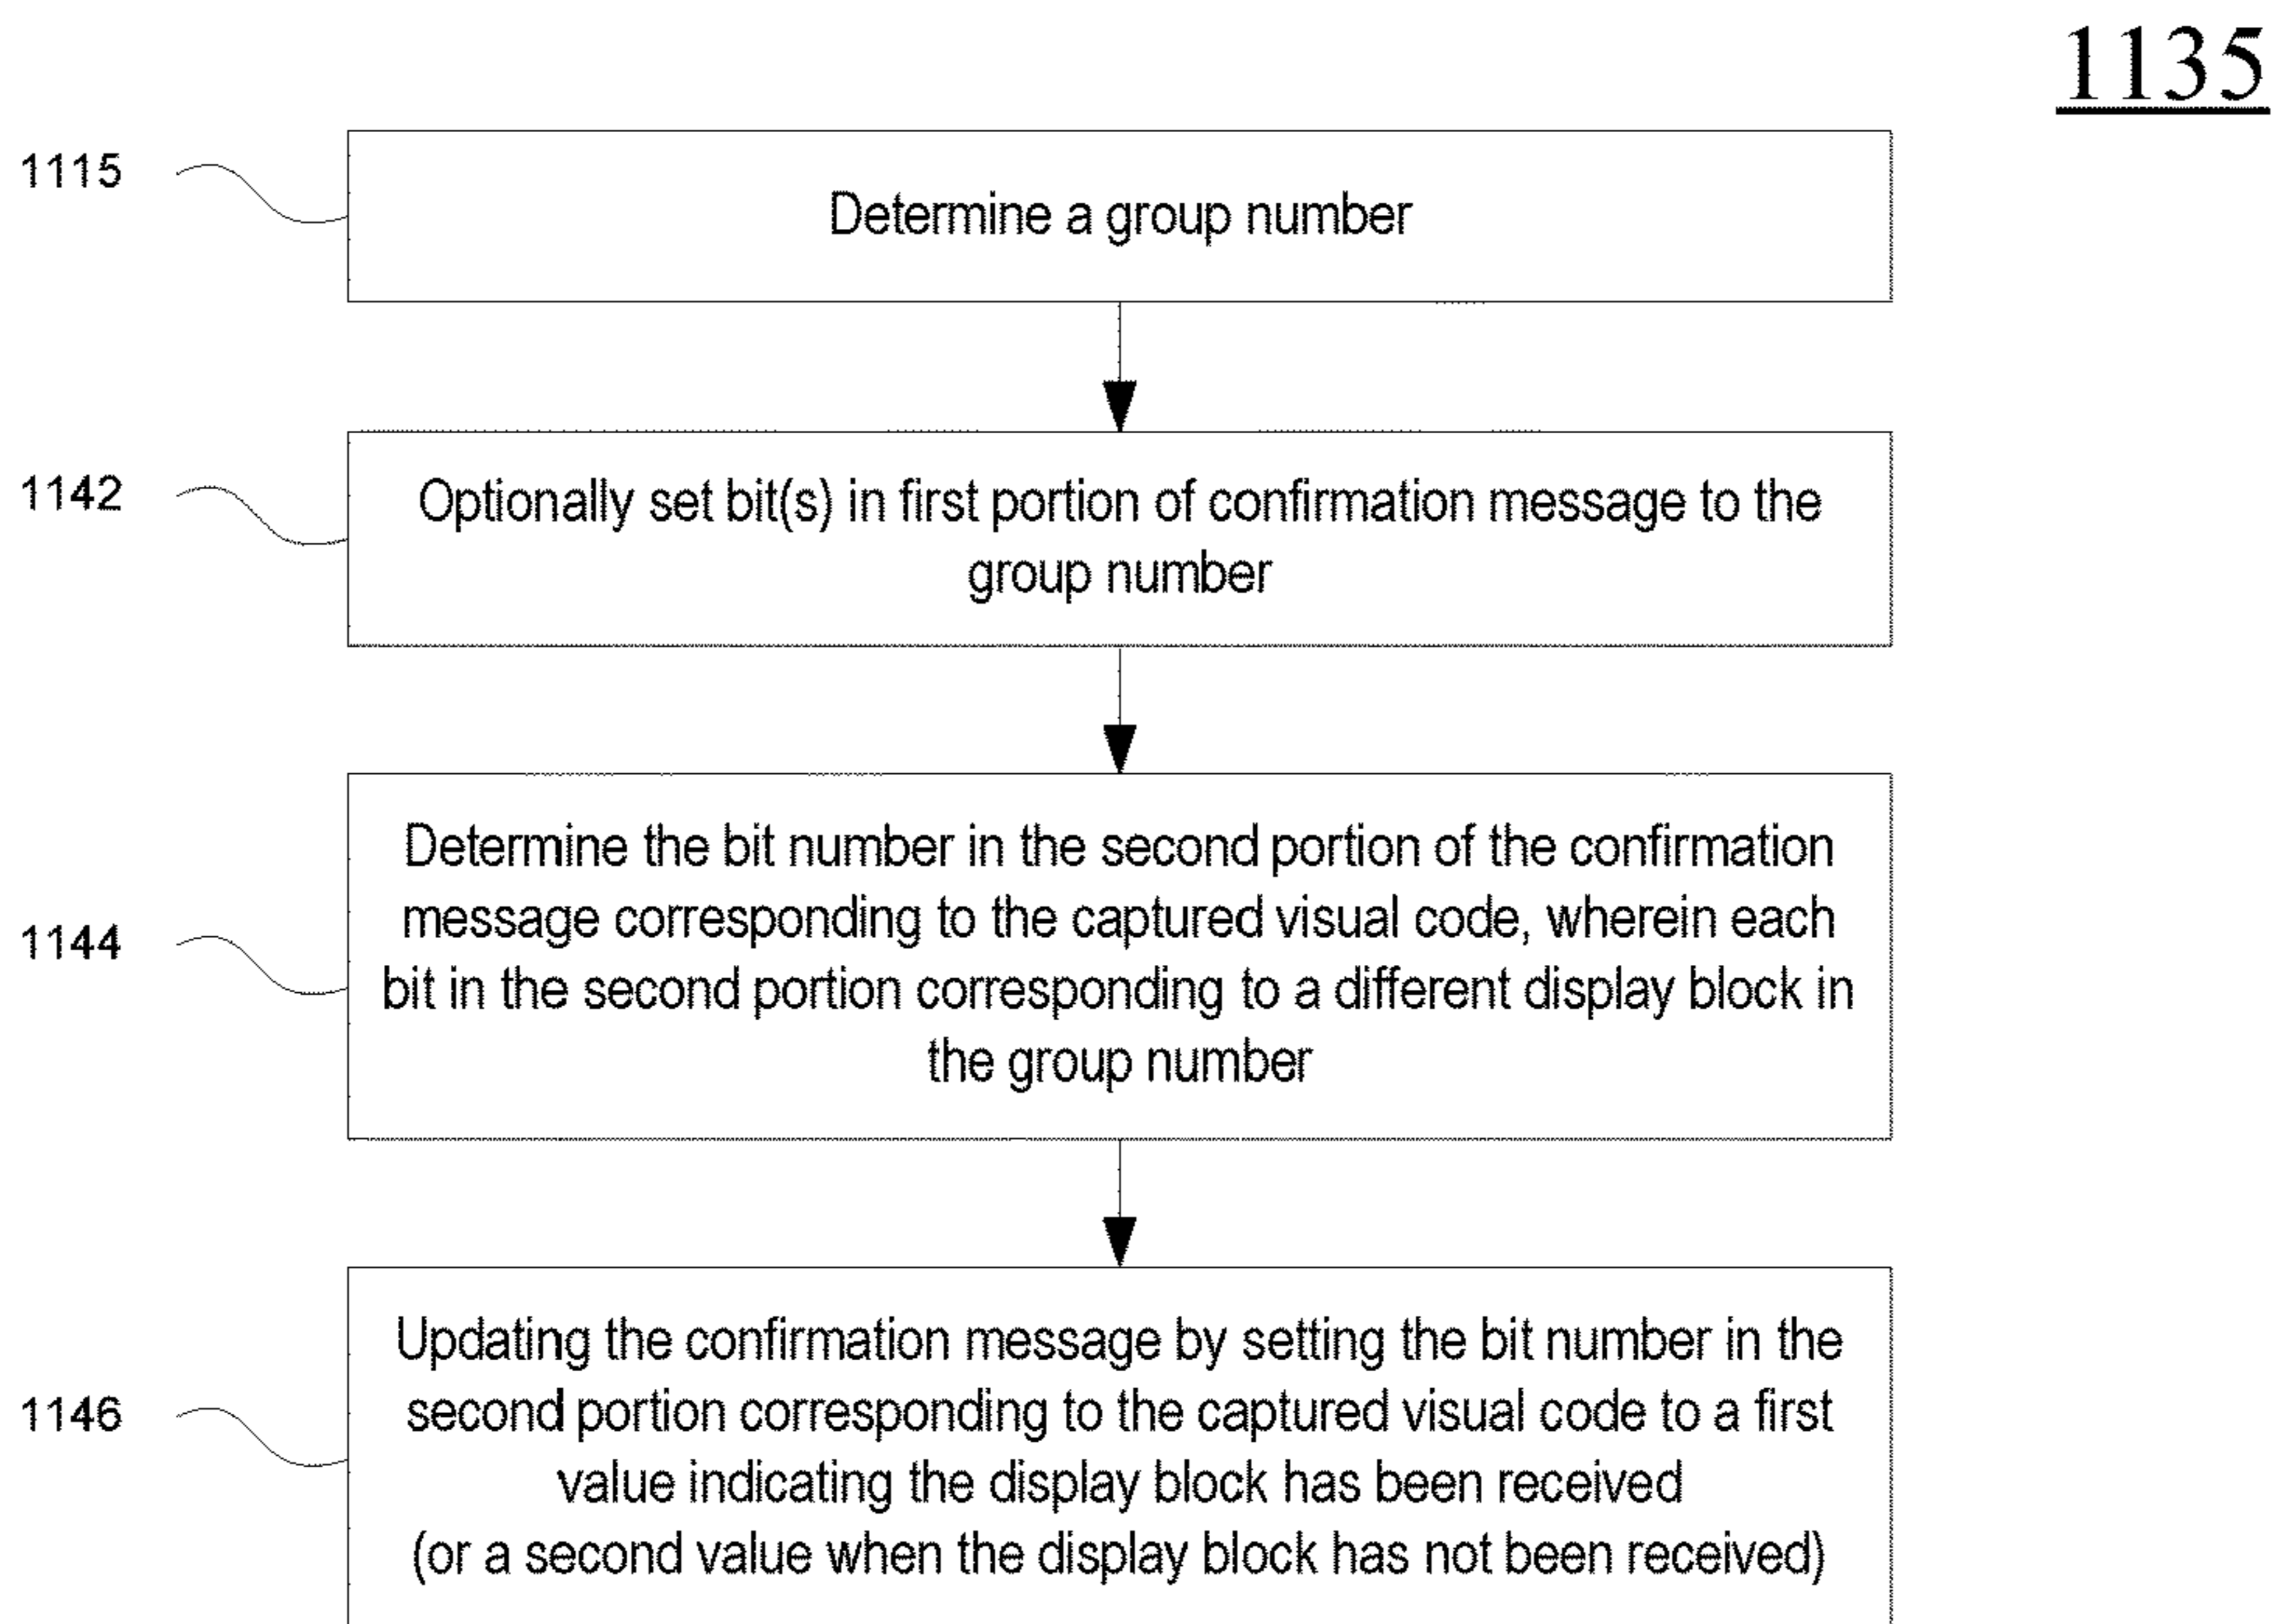 1135
1115
Determine a group number
1142
Optionally set bit(s) in first portion of confirmation message to the
group number
1144
Determine the bit number in the second portion of the confirmation
message corresponding to the captured visual code, wherein each
bit in the second portion corresponding to a different display block in
the group number
1146
Updating the confirmation message by setting the bit number in the
second portion corresponding to the captured visual code to a first
value indicating the display block has been received
(or a second value when the display block has not been received)